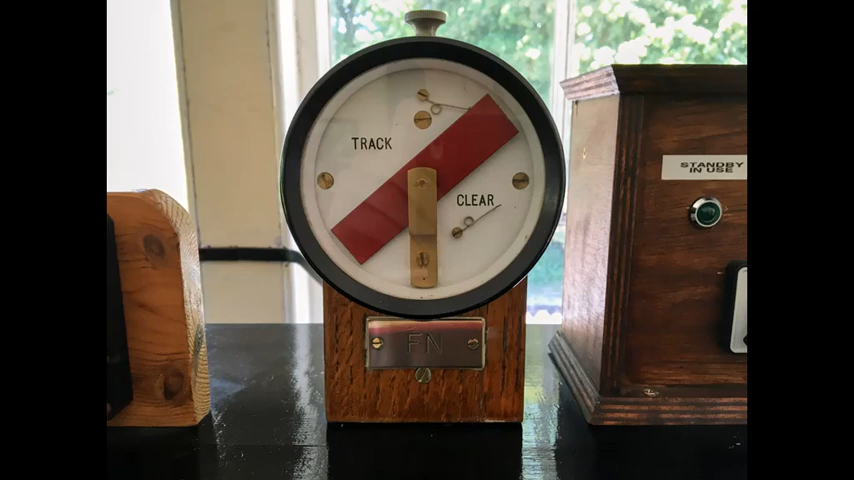 TRACK
CLEAR
FN
STANDBY
IN USE